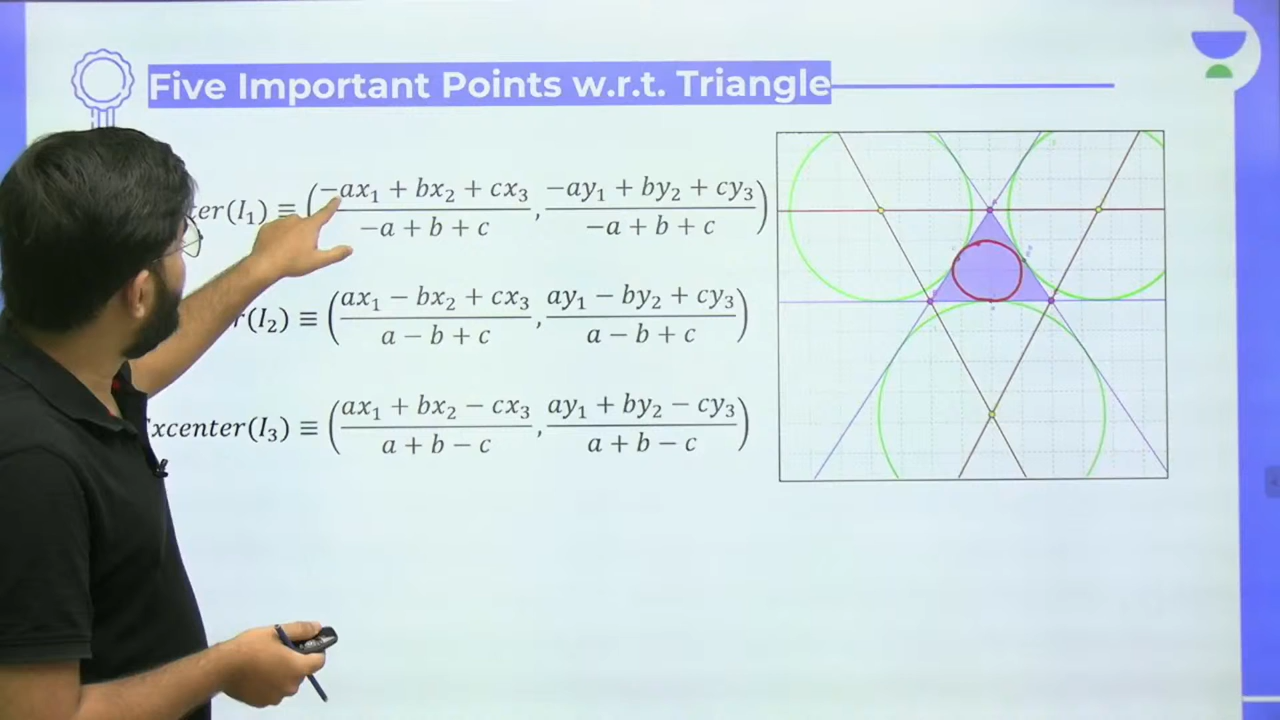 Five Important Points w.r.t. Triangle
er(I₁) ≡ ( (−ax₁ + bx₂ + cx₃)/(−a + b + c) , (−ay₁ + by₂ + cy₃)/(−a + b + c) )
r(I₂) ≡ ( (ax₁ − bx₂ + cx₃)/(a − b + c) , (ay₁ − by₂ + cy₃)/(a − b + c) )
xcenter(I₃) ≡ ( (ax₁ + bx₂ − cx₃)/(a + b − c) , (ay₁ + by₂ − cy₃)/(a + b − c) )